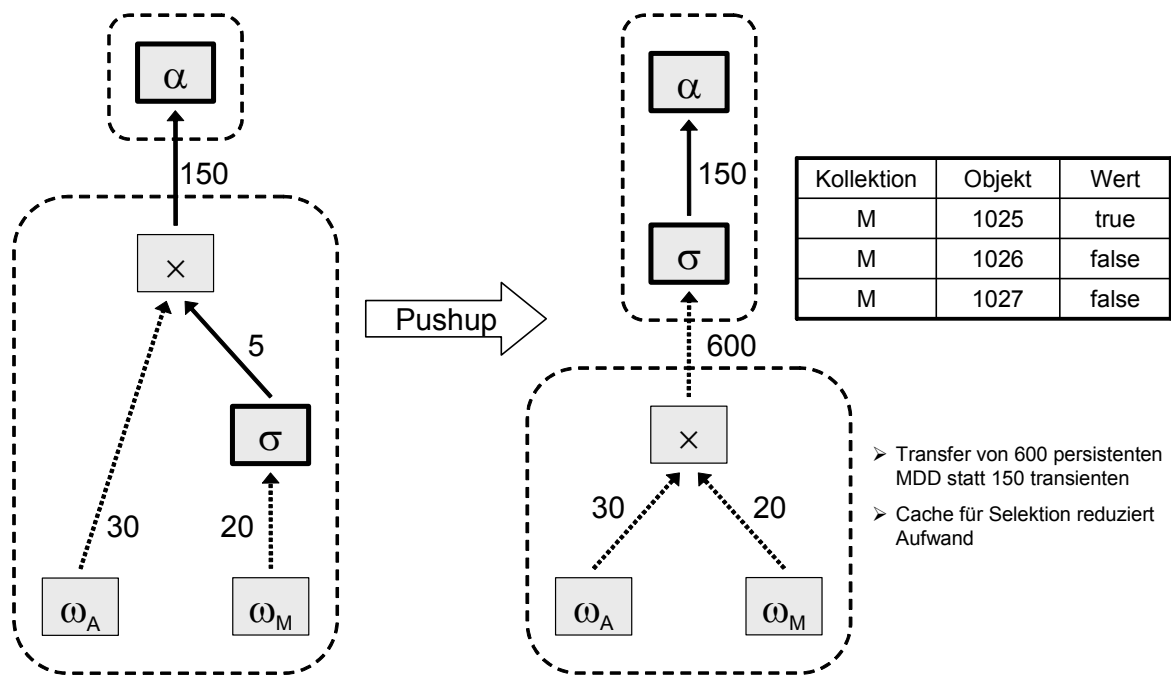 α
150
×
5
σ
30
20
ω_A
ω_M
Pushup
α
150
σ
600
×
30
20
ω_A
ω_M
Kollektion Objekt Wert
M 1025 true
M 1026 false
M 1027 false
➢ Transfer von 600 persistenten
MDD statt 150 transienten
➢ Cache für Selektion reduziert
Aufwand